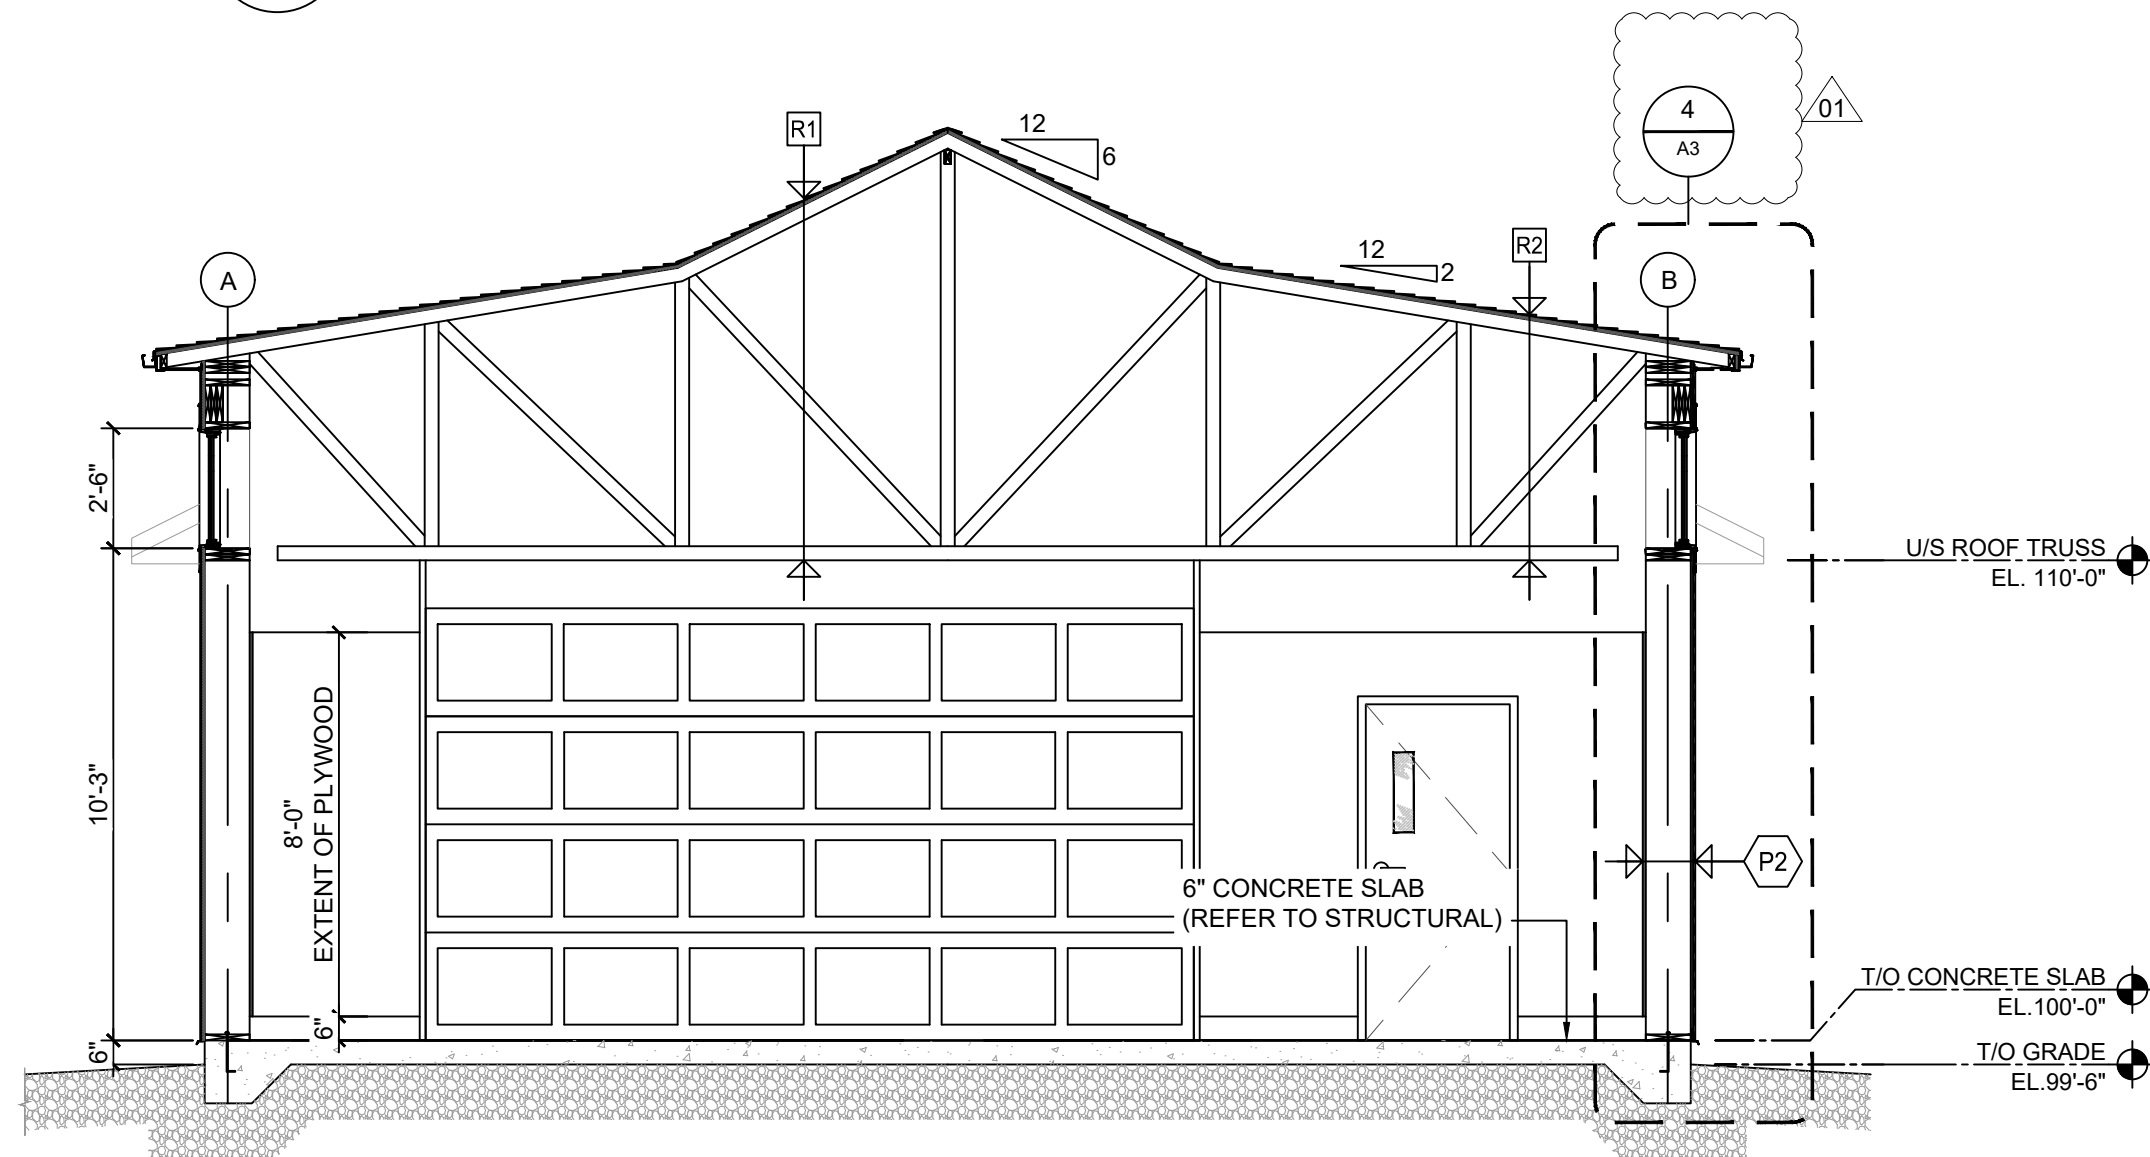 4
A3
01
R1
12
6
R2
12
2
A
B
2'-6"
U/S ROOF TRUSS
EL. 110'-0"
10'-3"
8'-0"
EXTENT OF PLYWOOD
P2
6" CONCRETE SLAB
(REFER TO STRUCTURAL)
T/O CONCRETE SLAB
EL.100'-0"
6"
6"
T/O GRADE
EL.99'-6"